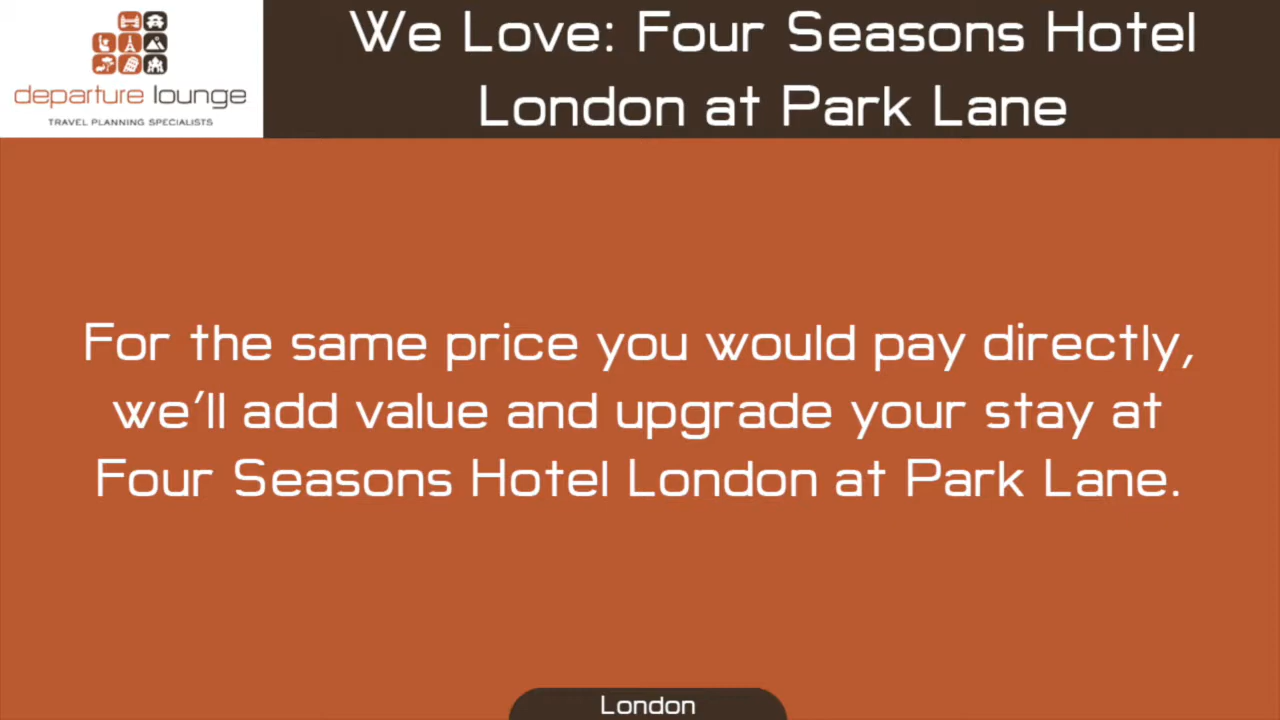 departure lounge
TRAVEL PLANNING SPECIALISTS
We Love: Four Seasons Hotel
London at Park Lane
For the same price you would pay directly,
we'll add value and upgrade your stay at
Four Seasons Hotel London at Park Lane.
London